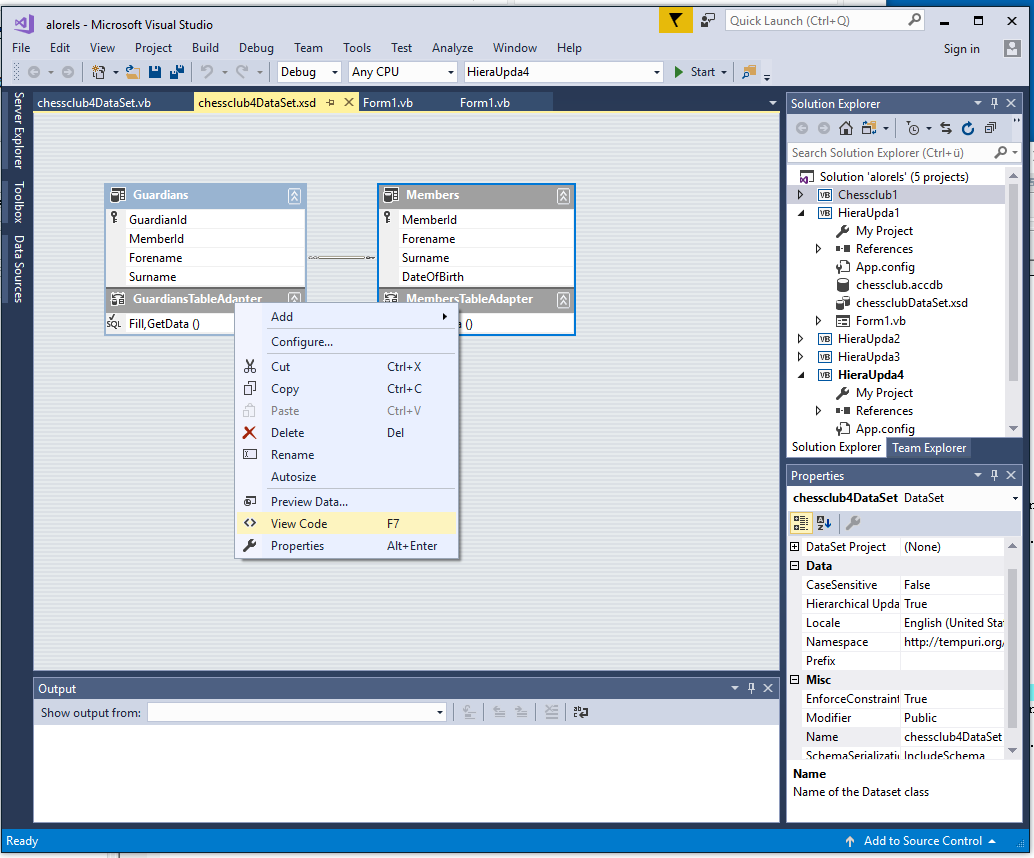 alorels - Microsoft Visual Studio
Quick Launch (Ctrl+Q)
File Edit View Project Build Debug Team Tools Test Analyze Window Help
Sign in
Debug Any CPU HieraUpda4 Start
Server Explorer
Toolbox
Data Sources
chessclub4DataSet.vb chessclub4DataSet.xsd Form1.vb Form1.vb
Guardians
GuardianId
MemberId
Forename
Surname
GuardiansTableAdapter
SQL Fill,GetData ()
Members
MemberId
Forename
Surname
DateOfBirth
MembersTableAdapter
()
Add
Configure...
Cut Ctrl+X
Copy Ctrl+C
Paste Ctrl+V
Delete Del
Rename
Autosize
Preview Data...
View Code F7
Properties Alt+Enter
Output
Show output from:
Solution Explorer
Search Solution Explorer (Ctrl+ü)
Solution 'alorels' (5 projects)
VB Chessclub1
VB HieraUpda1
My Project
References
App.config
chessclub.accdb
chessclubDataSet.xsd
Form1.vb
VB HieraUpda2
VB HieraUpda3
VB HieraUpda4
My Project
References
App.config
Solution Explorer Team Explorer
Properties
chessclub4DataSet DataSet
DataSet Project (None)
Data
CaseSensitive False
Hierarchical Upda True
Locale English (United Sta
Namespace http://tempuri.org/
Prefix
Misc
EnforceConstraint True
Modifier Public
Name chessclub4DataSet
SchemaSerializatio IncludeSchema
Name
Name of the Dataset class
Ready
Add to Source Control